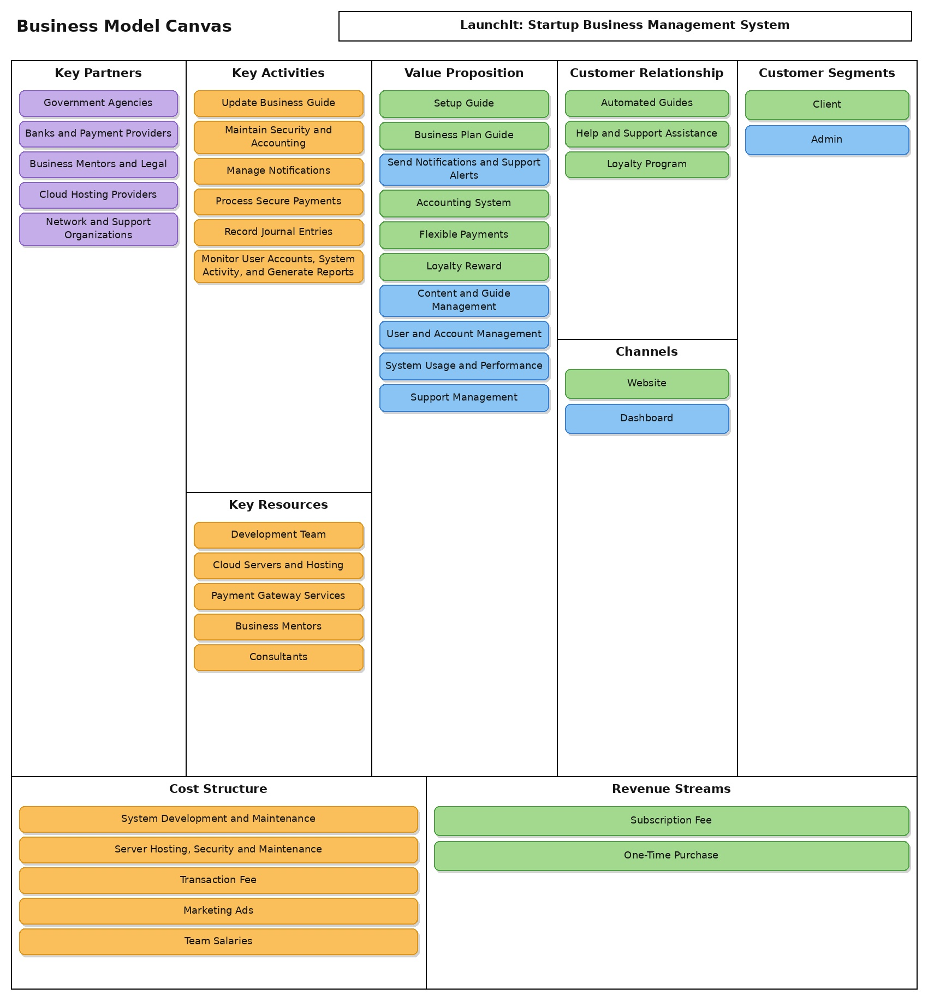 Business Model Canvas
LaunchIt: Startup Business Management System
Key Partners
Government Agencies
Banks and Payment Providers
Business Mentors and Legal
Cloud Hosting Providers
Network and Support
Organizations
Key Activities
Update Business Guide
Maintain Security and
Accounting
Manage Notifications
Process Secure Payments
Record Journal Entries
Monitor User Accounts, System
Activity, and Generate Reports
Key Resources
Development Team
Cloud Servers and Hosting
Payment Gateway Services
Business Mentors
Consultants
Value Proposition
Setup Guide
Business Plan Guide
Send Notifications and Support
Alerts
Accounting System
Flexible Payments
Loyalty Reward
Content and Guide
Management
User and Account Management
System Usage and Performance
Support Management
Customer Relationship
Automated Guides
Help and Support Assistance
Loyalty Program
Channels
Website
Dashboard
Customer Segments
Client
Admin
Cost Structure
System Development and Maintenance
Server Hosting, Security and Maintenance
Transaction Fee
Marketing Ads
Team Salaries
Revenue Streams
Subscription Fee
One-Time Purchase